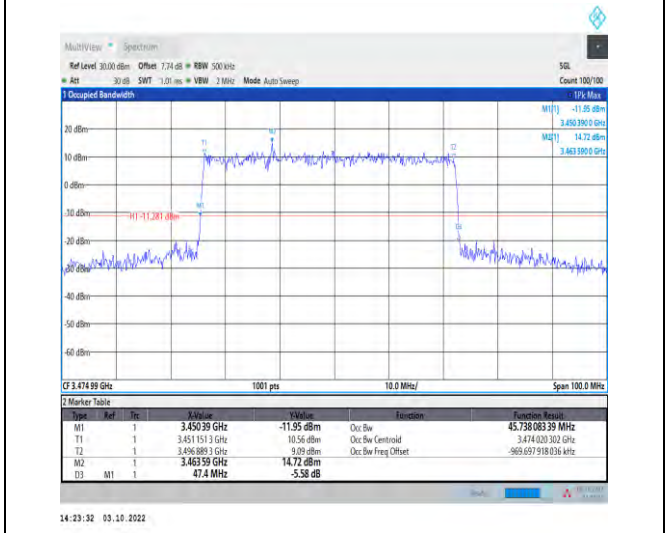 MultiView Spectrum
Ref Level 30.00 dBm Offset 7.74 dB RBW 500 kHz SGL
Att 30 dB SWT 1.01 ms VBW 2 MHz Mode Auto Sweep Count 100/100
1 Occupied Bandwidth 1Pk Max
M1[1] -11.95 dBm
3.450 390 0 GHz
M2[1] 14.72 dBm
3.463 590 0 GHz
20 dBm
T1
M2
T2
10 dBm
0 dBm
M1
-10 dBm
H1 -11.281 dBm
D3
-20 dBm
-30 dBm
-40 dBm
-50 dBm
-60 dBm
CF 3.474 99 GHz 1001 pts 10.0 MHz/ Span 100.0 MHz
2 Marker Table
Type Ref Trc X-Value Y-Value Function Function Result
M1 1 3.450 39 GHz -11.95 dBm Occ Bw 45.738 083 39 MHz
T1 1 3.451 151 3 GHz 10.56 dBm Occ Bw Centroid 3.474 020 302 GHz
T2 1 3.496 889 3 GHz 9.09 dBm Occ Bw Freq Offset -969.697 918 036 kHz
M2 1 3.463 59 GHz 14.72 dBm
D3 M1 1 47.4 MHz -5.58 dB
14:23:32 03.10.2022